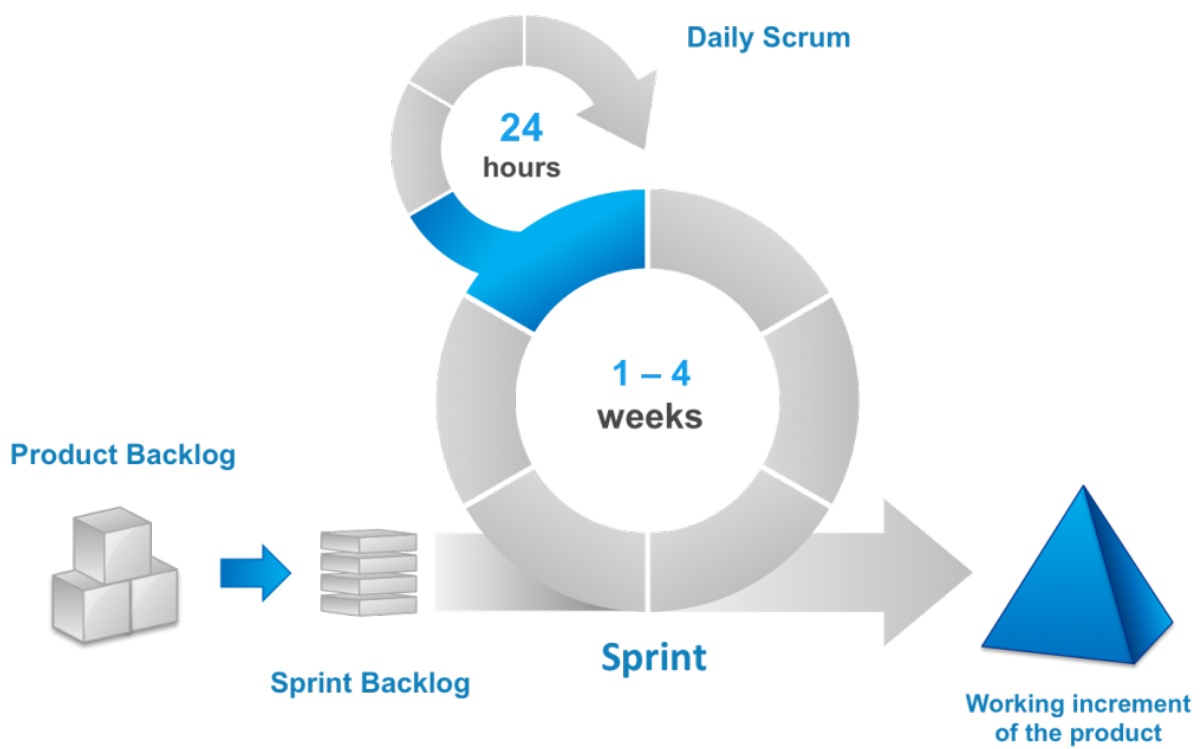 Daily Scrum
24
hours
1 – 4
weeks
Product Backlog
Sprint Backlog
Sprint
Working increment
of the product